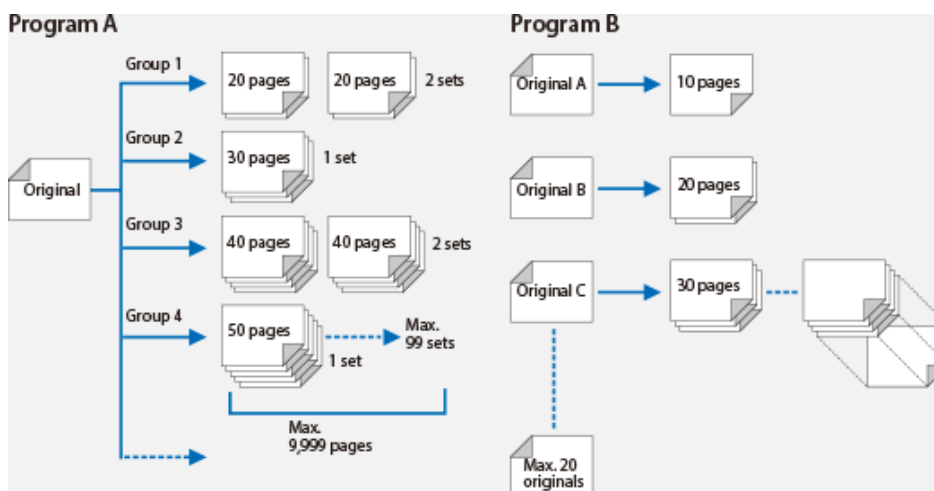 Program A
Group 1
20 pages
20 pages
2 sets
Group 2
30 pages
1 set
Original
Group 3
40 pages
40 pages
2 sets
Group 4
50 pages
1 set
Max.
99 sets
Max.
9,999 pages
Program B
Original A
10 pages
Original B
20 pages
Original C
30 pages
Max. 20
originals